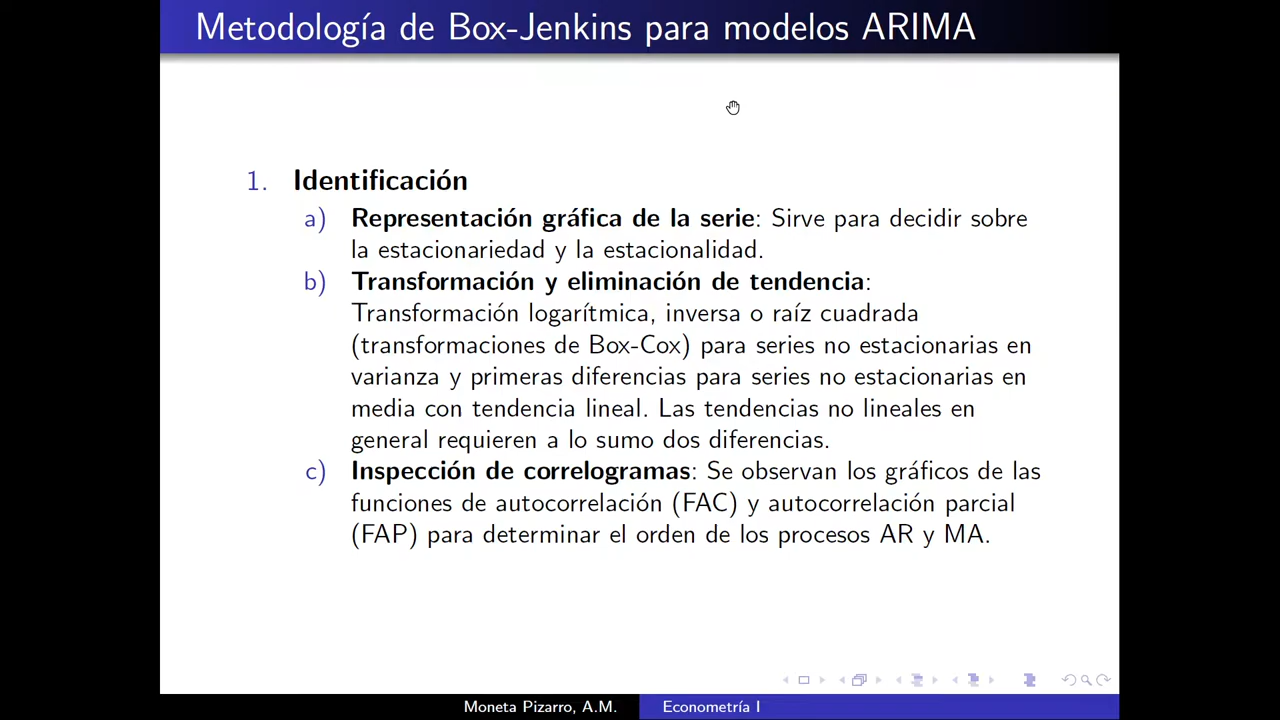 Metodología de Box-Jenkins para modelos ARIMA
1. Identificación
a) Representación gráfica de la serie: Sirve para decidir sobre
la estacionariedad y la estacionalidad.
b) Transformación y eliminación de tendencia:
Transformación logarítmica, inversa o raíz cuadrada
(transformaciones de Box-Cox) para series no estacionarias en
varianza y primeras diferencias para series no estacionarias en
media con tendencia lineal. Las tendencias no lineales en
general requieren a lo sumo dos diferencias.
c) Inspección de correlogramas: Se observan los gráficos de las
funciones de autocorrelación (FAC) y autocorrelación parcial
(FAP) para determinar el orden de los procesos AR y MA.
Moneta Pizarro, A.M. Econometría I